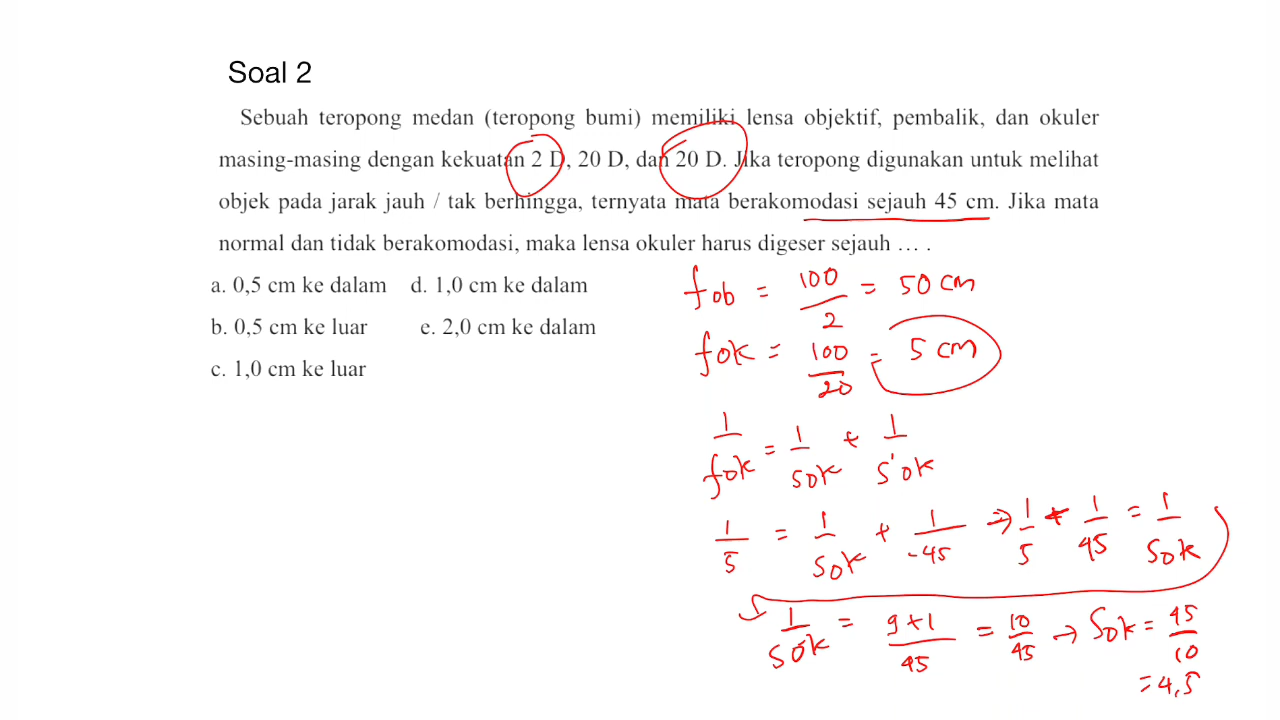 Soal 2
Sebuah teropong medan (teropong bumi) memiliki lensa objektif, pembalik, dan okuler
masing-masing dengan kekuatan 2 D, 20 D, dan 20 D. Jika teropong digunakan untuk melihat
objek pada jarak jauh / tak berhingga, ternyata mata berakomodasi sejauh 45 cm. Jika mata
normal dan tidak berakomodasi, maka lensa okuler harus digeser sejauh … .
a. 0,5 cm ke dalam d. 1,0 cm ke dalam
b. 0,5 cm ke luar e. 2,0 cm ke dalam
c. 1,0 cm ke luar
fob = 100/2 = 50 cm
fok = 100/20 = 5 cm
1/fok = 1/sok + 1/s'ok
1/5 = 1/sok + 1/-45 → 1/5 + 1/45 = 1/sok
1/sok = 9+1/45 = 10/45 → Sok = 45/10
= 4,5